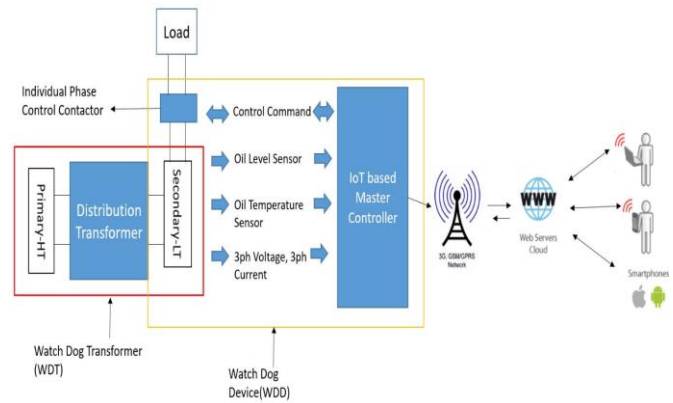 Load
Individual Phase
Control Contactor
Control Command
Oil Level Sensor
Oil Temperature
Sensor
3ph Voltage, 3ph
Current
Primary-HT
Distribution
Transformer
Secondary-LT
IoT based
Master
Controller
3G, GSM/GPRS
Network
WWW
Web Servers
Cloud
Smartphones
Watch Dog Transformer
(WDT)
Watch Dog
Device(WDD)